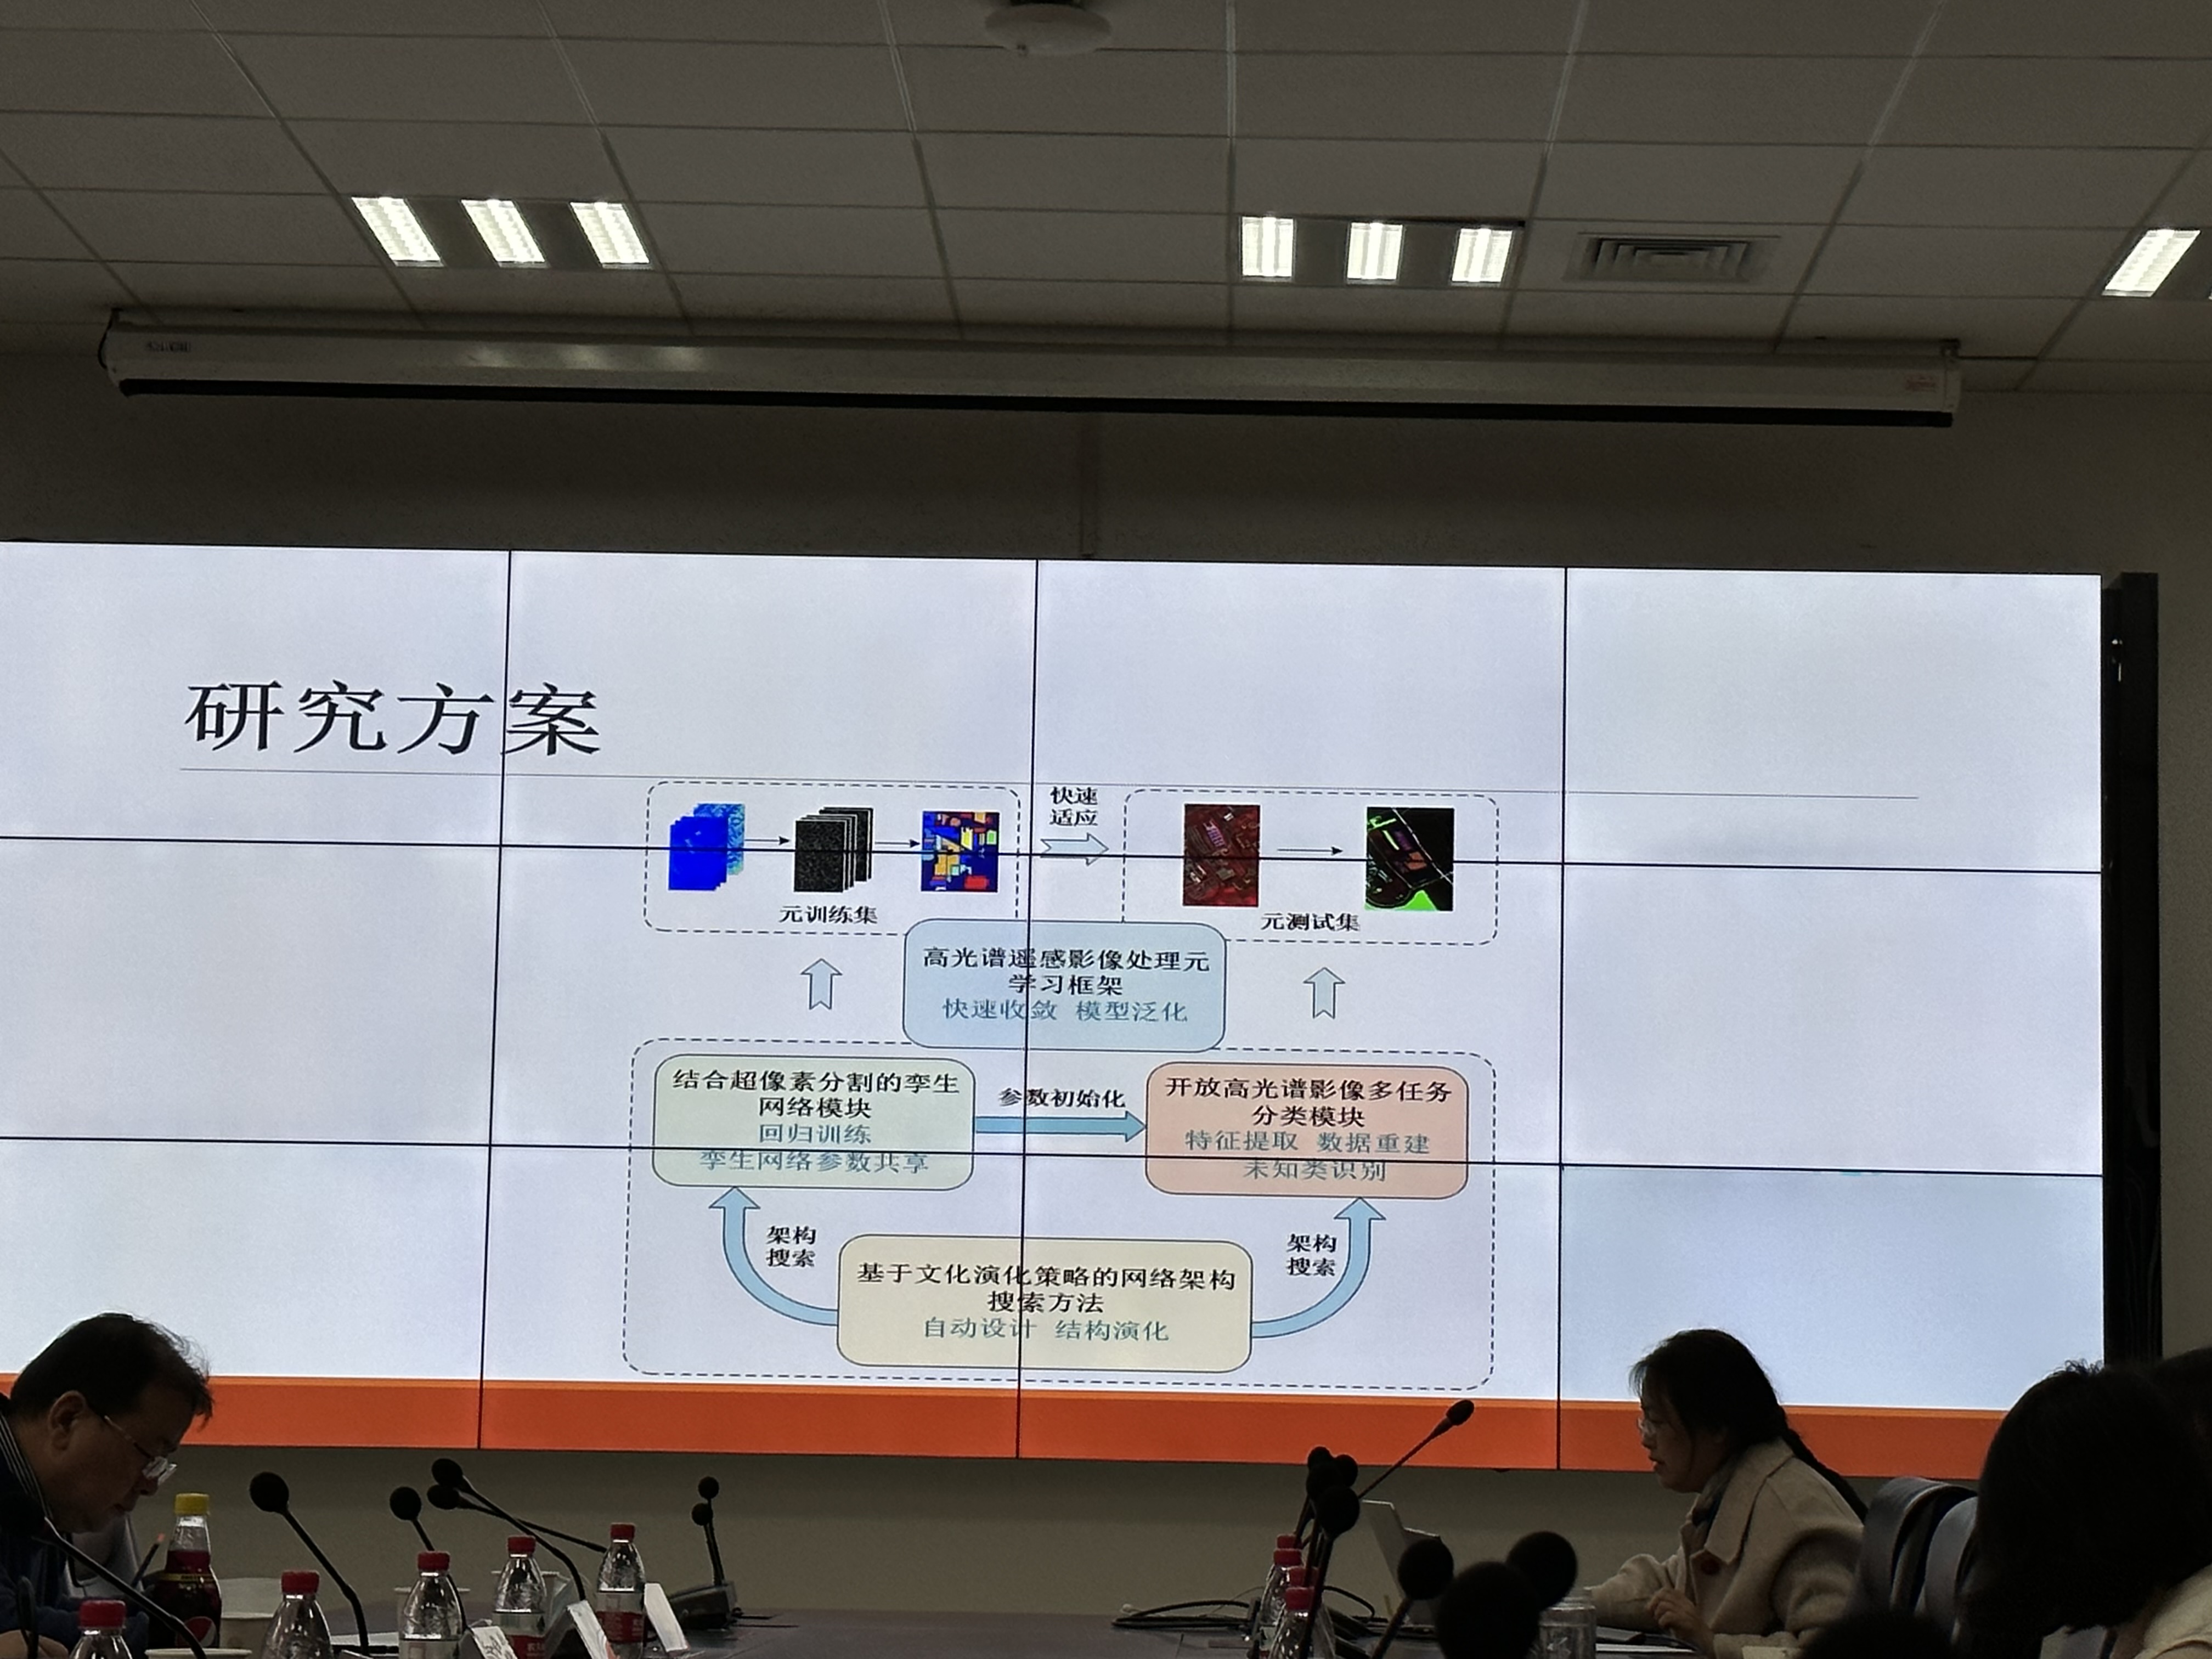 研究方案
快速
适应
元训练集
元测试集
高光谱遥感影像处理元
学习框架
快速收敛 模型泛化
结合超像素分割的孪生
网络模块
回归训练
孪生网络参数共享
参数初始化
开放高光谱影像多任务
分类模块
特征提取 数据重建
未知类识别
架构
搜索
架构
搜索
基于文化演化策略的网络架构
搜索方法
自动设计 结构演化